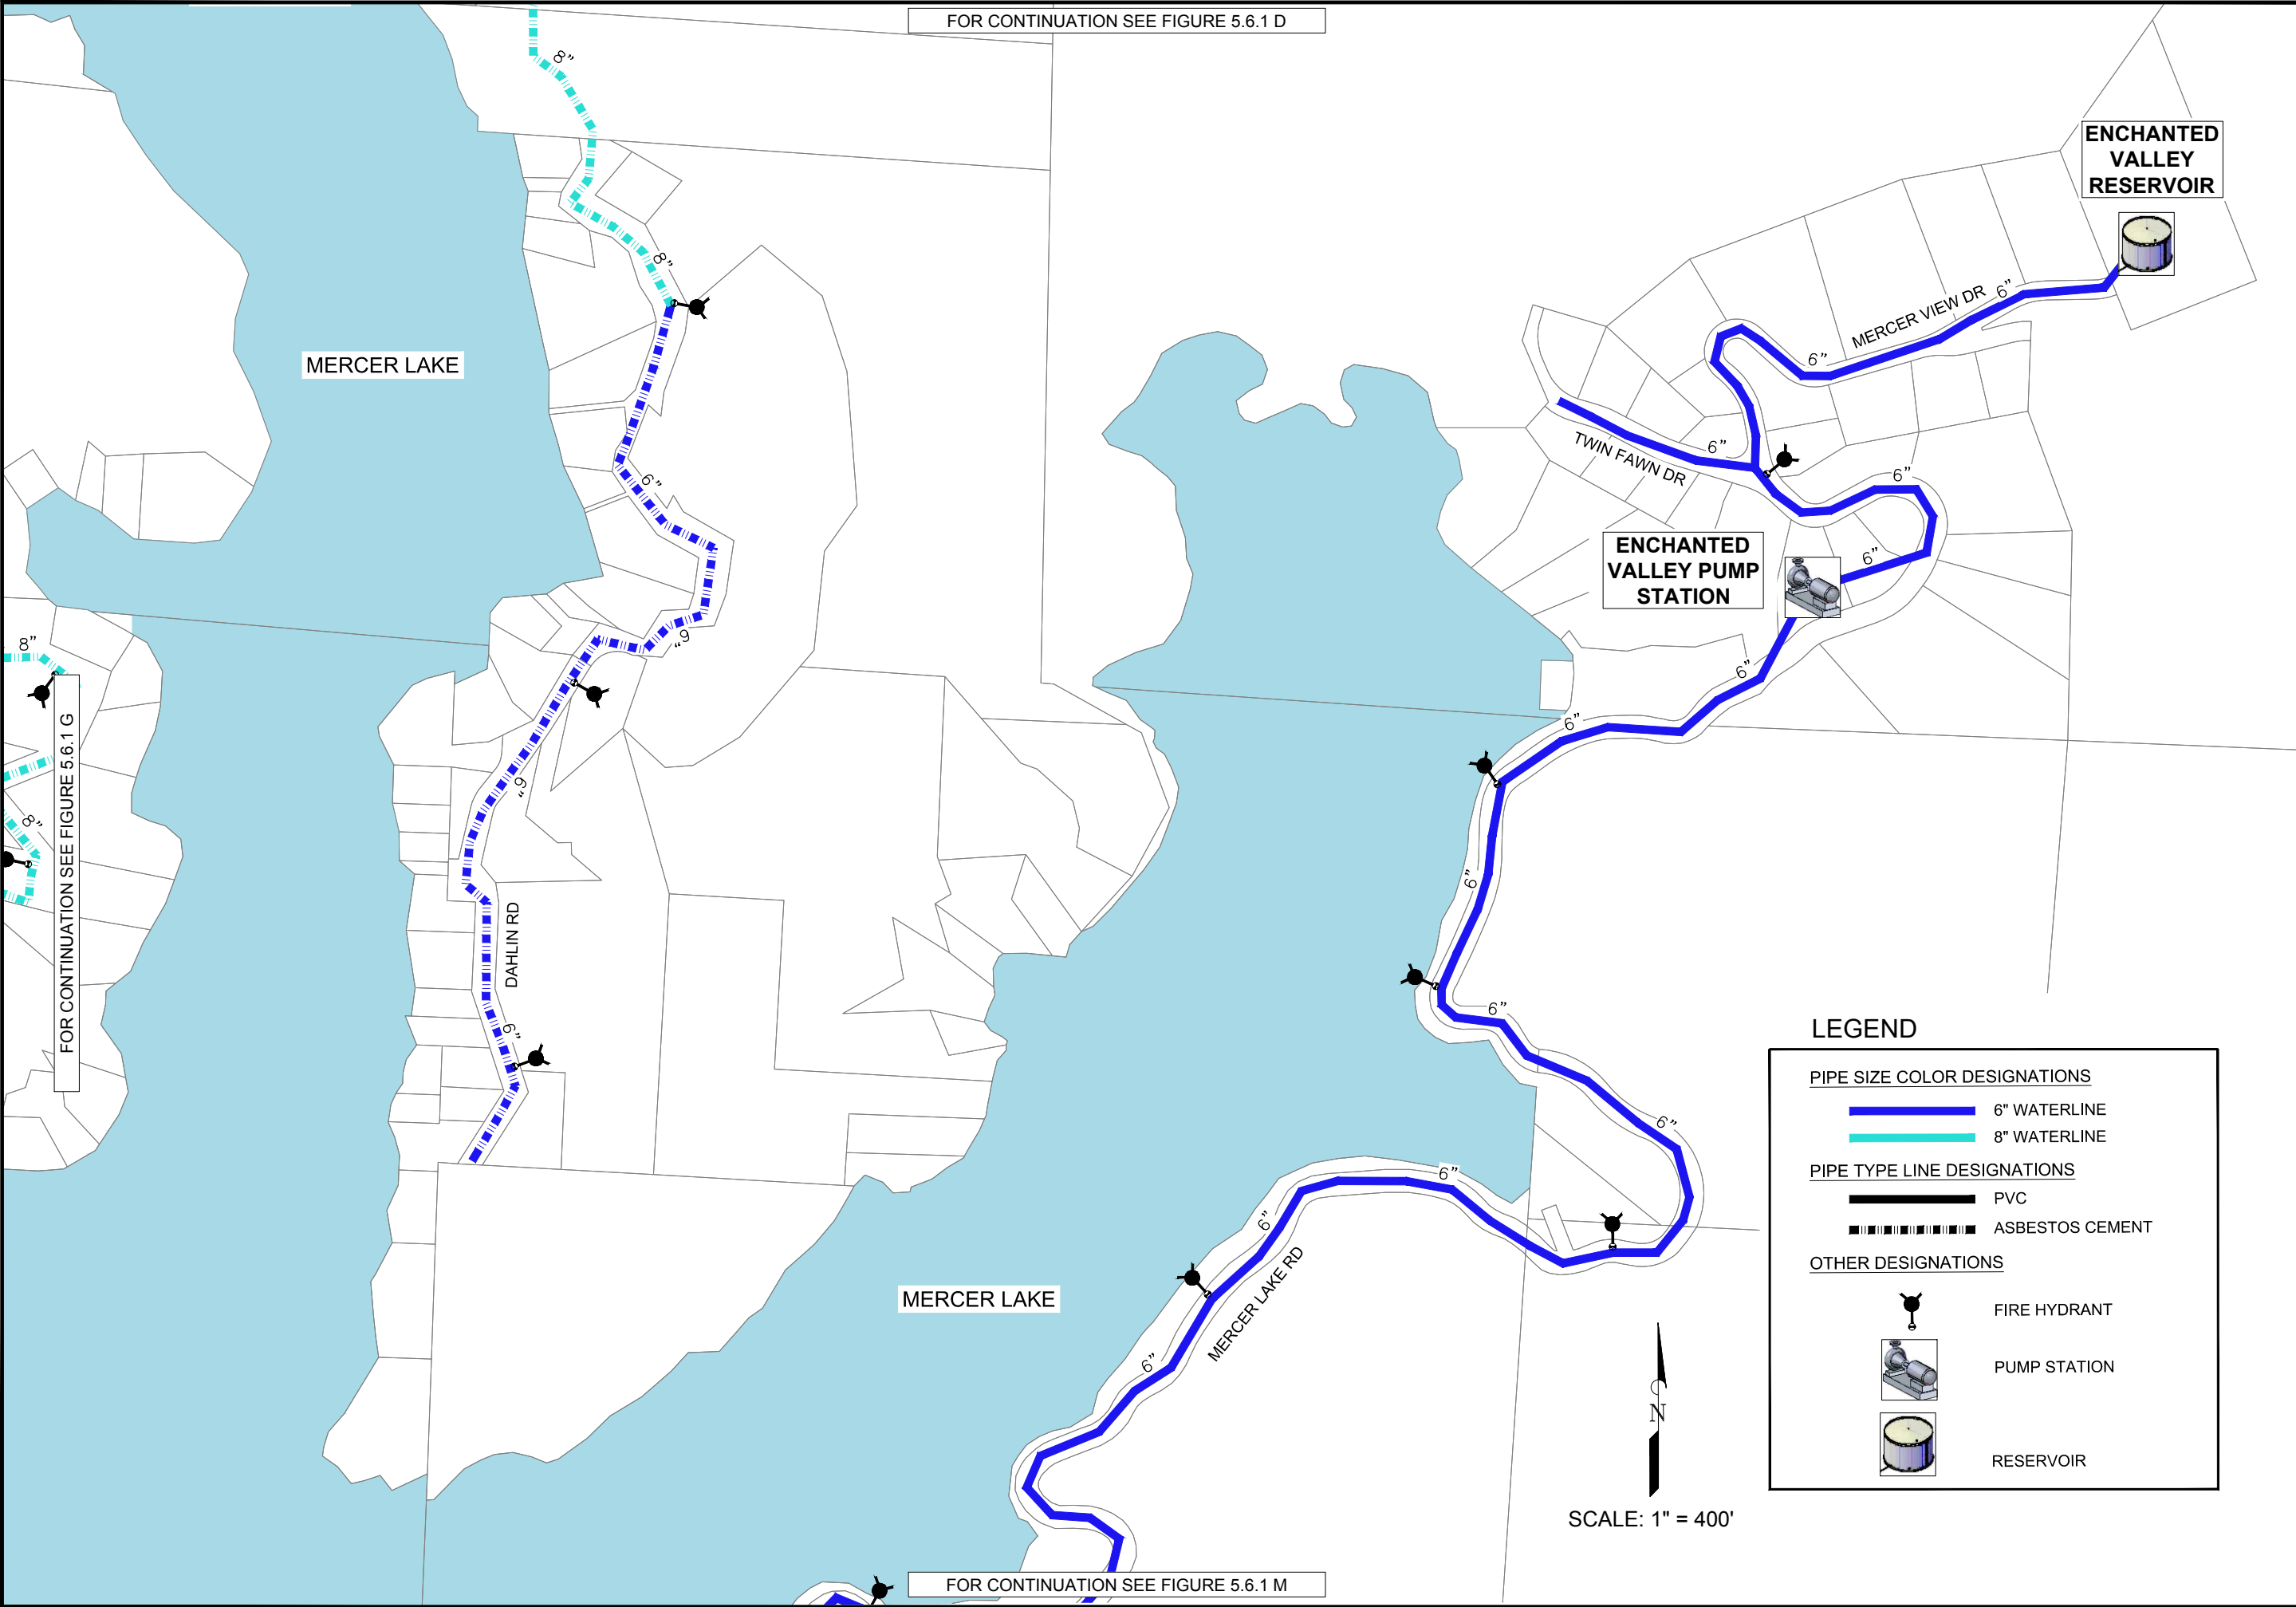 FOR CONTINUATION SEE FIGURE 5.6.1 D
8”
ENCHANTED
VALLEY
RESERVOIR
8”
MERCER VIEW DR
6”
MERCER LAKE
6”
TWIN FAWN DR
6”
6”
6”
ENCHANTED
VALLEY PUMP
STATION
6”
8”
6”
6”
6”
FOR CONTINUATION SEE FIGURE 5.6.1 G
6”
8”
6”
DAHLIN RD
6”
6”
6”
6”
6”
MERCER LAKE RD
MERCER LAKE
6”
LEGEND
PIPE SIZE COLOR DESIGNATIONS
6" WATERLINE
8" WATERLINE
PIPE TYPE LINE DESIGNATIONS
PVC
ASBESTOS CEMENT
OTHER DESIGNATIONS
FIRE HYDRANT
PUMP STATION
RESERVOIR
N
SCALE: 1" = 400'
FOR CONTINUATION SEE FIGURE 5.6.1 M